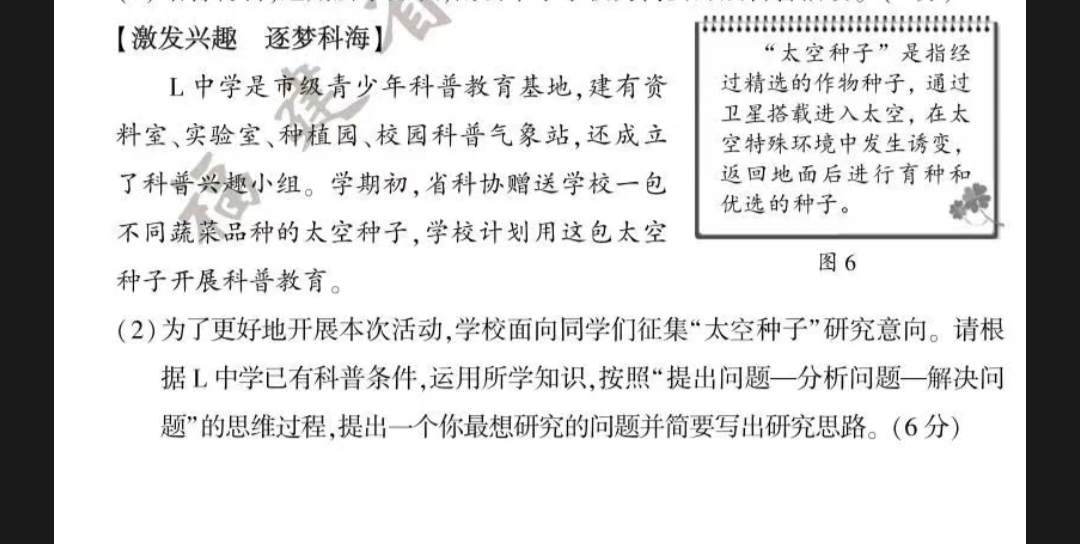 【激发兴趣 逐梦科海】
L 中学是市级青少年科普教育基地,建有资
料室、实验室、种植园、校园科普气象站,还成立
了科普兴趣小组。学期初,省科协赠送学校一包
不同蔬菜品种的太空种子,学校计划用这包太空
种子开展科普教育。
“太空种子”是指经
过精选的作物种子，通过
卫星搭载进入太空，在太
空特殊环境中发生诱变，
返回地面后进行育种和
优选的种子。
图 6
(2)为了更好地开展本次活动,学校面向同学们征集“太空种子”研究意向。请根
据 L 中学已有科普条件,运用所学知识,按照“提出问题—分析问题—解决问
题”的思维过程,提出一个你最想研究的问题并简要写出研究思路。(6 分)
福建省